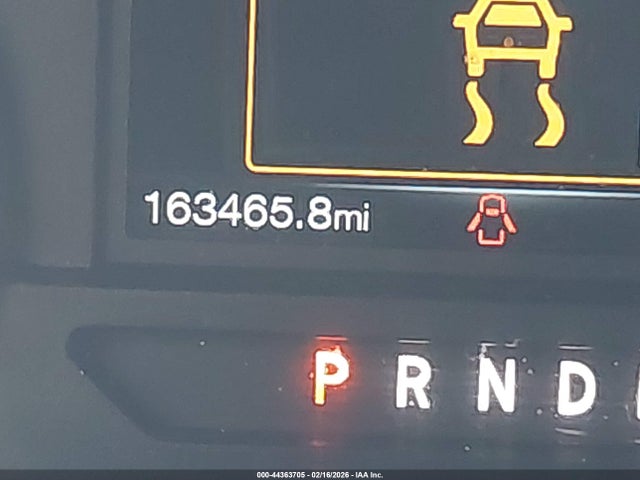 163465.8mi
P R N D
000-44363705 - 02/16/2026 - IAA Inc.